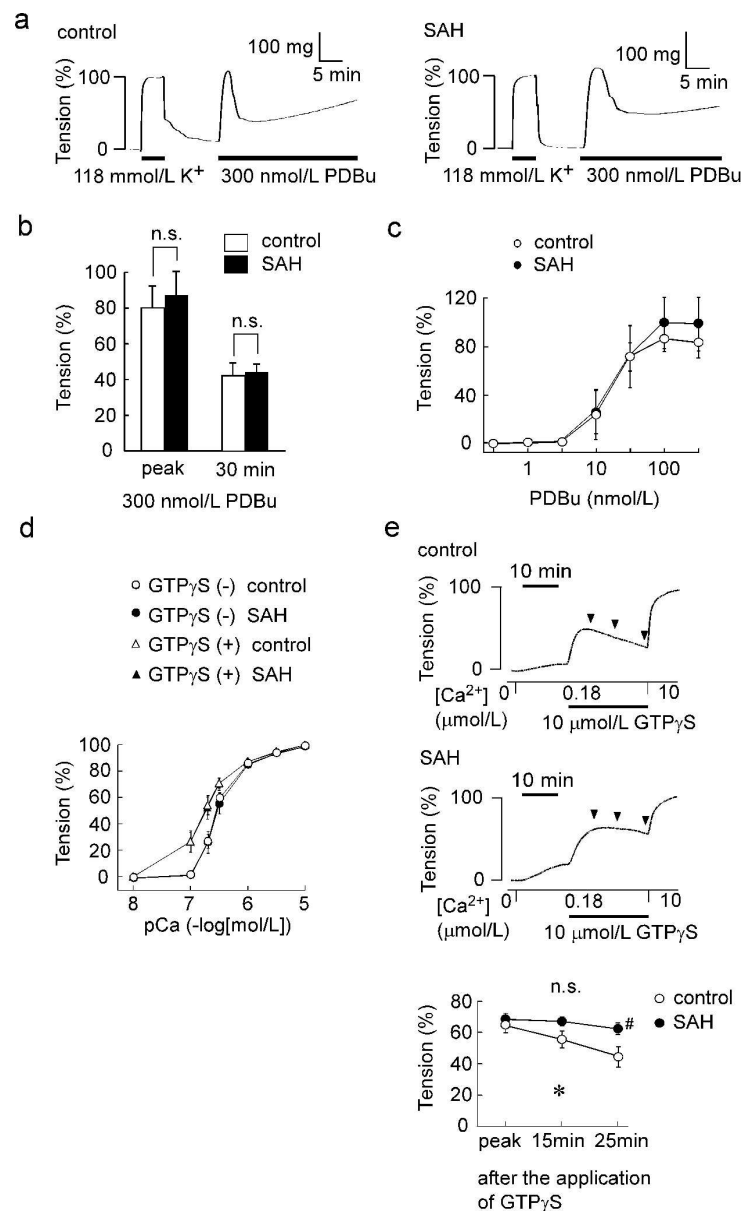 a
control
100 mg
5 min
Tension (%)
100
0
118 mmol/L K+
300 nmol/L PDBu
SAH
100 mg
5 min
Tension (%)
100
0
118 mmol/L K+
300 nmol/L PDBu
b
n.s.
control
SAH
n.s.
Tension (%)
100
80
60
40
20
0
peak
30 min
300 nmol/L PDBu
c
control
SAH
Tension (%)
120
80
40
0
1
10
100
PDBu (nmol/L)
d
GTPγS (-) control
GTPγS (-) SAH
GTPγS (+) control
GTPγS (+) SAH
Tension (%)
100
80
60
40
20
0
8 7 6 5
pCa (-log[mol/L])
e
control
10 min
Tension (%)
100
0
[Ca2+] 0 0.18 10
(μmol/L) 10 μmol/L GTPγS
SAH
10 min
Tension (%)
100
0
[Ca2+] 0 0.18 10
(μmol/L) 10 μmol/L GTPγS
n.s.
control
SAH
Tension (%)
80
60
40
20
0
#
*
peak 15min 25min
after the application
of GTPγS